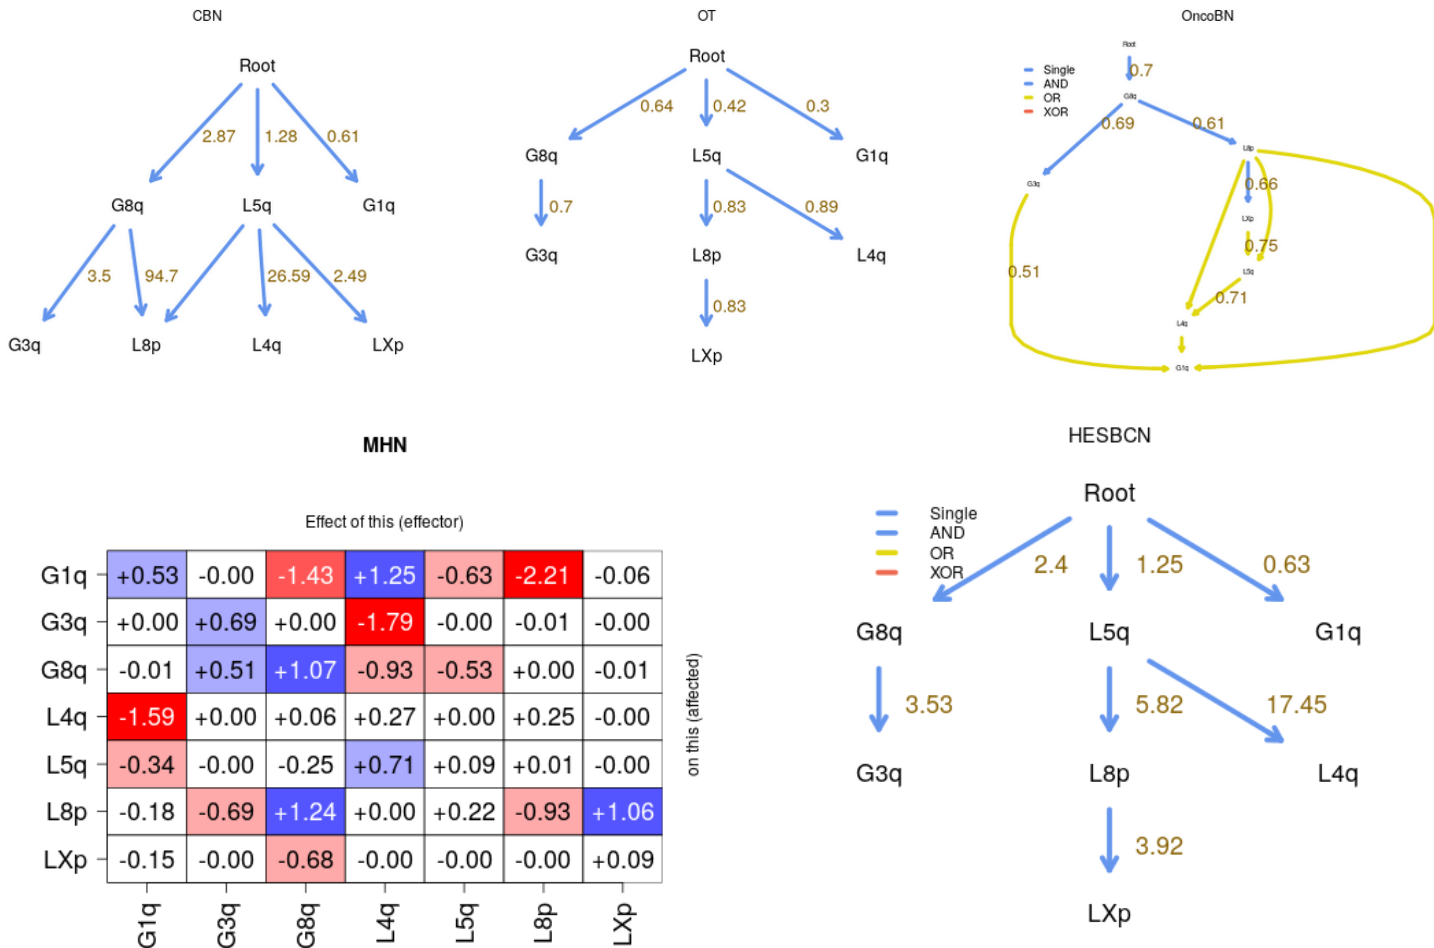 CBN
Root
2.87 1.28 0.61
G8q L5q G1q
3.5 94.7 26.59 2.49
G3q L8p L4q LXp
OT
Root
0.64 0.42 0.3
G8q L5q G1q
0.7 0.83 0.89
G3q L8p L4q
0.83
LXp
OncoBN
Single
AND
OR
XOR
Root
0.7
G8q
0.69 0.61
L8p
G3q 0.66
LXp
0.75
0.51 L5q
0.71
L4q
G1q
MHN
Effect of this (effector)
G1q +0.53 -0.00 -1.43 +1.25 -0.63 -2.21 -0.06
G3q +0.00 +0.69 +0.00 -1.79 -0.00 -0.01 -0.00
G8q -0.01 +0.51 +1.07 -0.93 -0.53 +0.00 -0.01
L4q -1.59 +0.00 +0.06 +0.27 +0.00 +0.25 -0.00
L5q -0.34 -0.00 -0.25 +0.71 +0.09 +0.01 -0.00
L8p -0.18 -0.69 +1.24 +0.00 +0.22 -0.93 +1.06
LXp -0.15 -0.00 -0.68 -0.00 -0.00 -0.00 +0.09
G1q G3q G8q L4q L5q L8p LXp
on this (affected)
HESBCN
Single
AND
OR
XOR
Root
2.4 1.25 0.63
G8q L5q G1q
3.53 5.82 17.45
G3q L8p L4q
3.92
LXp